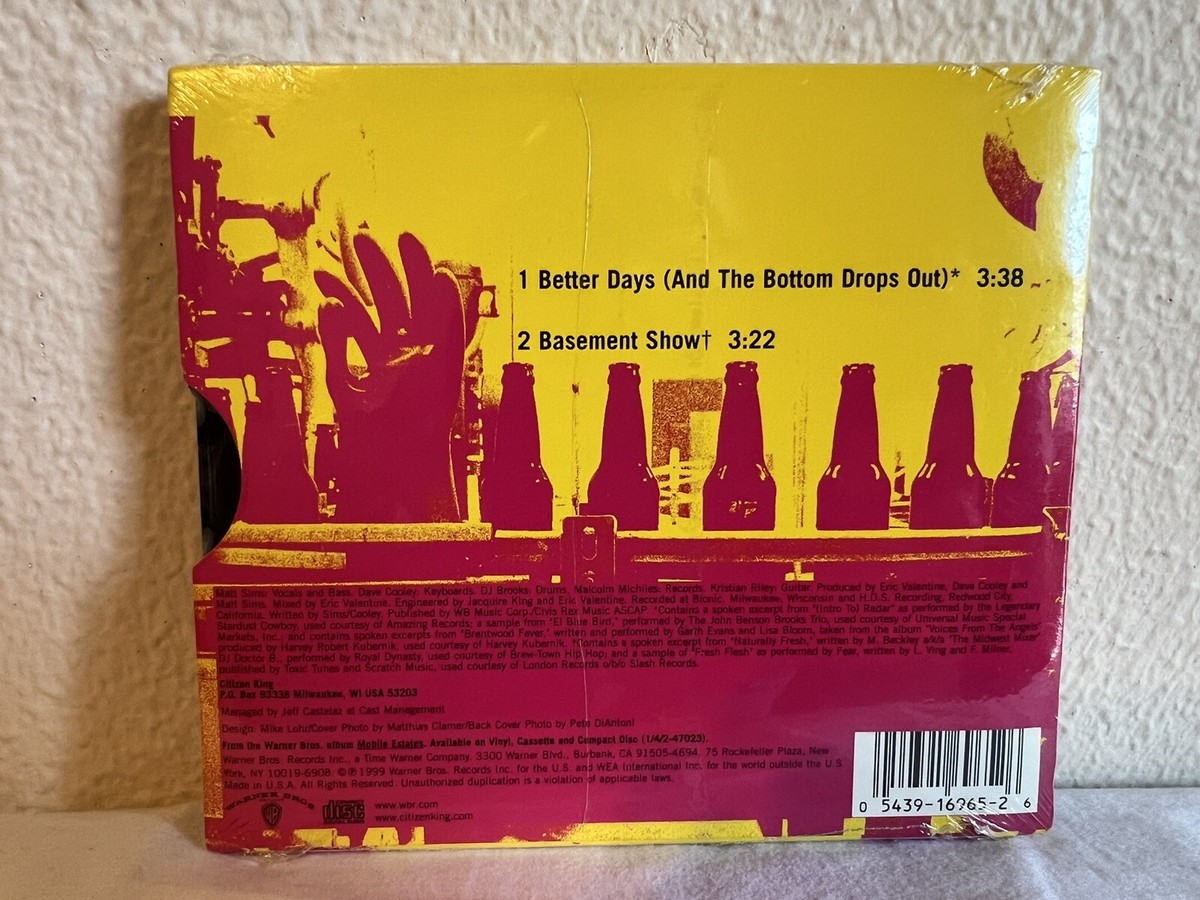 1 Better Days (And The Bottom Drops Out)* 3:38
2 Basement Show† 3:22
Matt Sims: Vocals and Bass. Dave Cooley: Keyboards. DJ Brooks: Drums. Malcolm Michiles: Records. Kristian Riley: Guitar. Produced by Eric Valentine, Dave Cooley and
Matt Sims. Mixed by Eric Valentine. Engineered by Jacquire King and Eric Valentine. Recorded at Bionic, Milwaukee, Wisconsin and H.O.S. Recording, Redwood City,
California. Written by Sims/Cooley. Published by WB Music Corp./Civis Rex Music ASCAP. *Contains a spoken excerpt from "(Intro To) Radar" as performed by the Legendary
Stardust Cowboy, used courtesy of Amazing Records; a sample from "El Blue Bird," performed by The John Benson Brooks Trio, used courtesy of Universal Music Special
Markets, Inc.; and contains spoken excerpts from "Brentwood Fever," written and performed by Garth Evans and Lisa Bloom, taken from the album "Voices From The Angels"
produced by Harvey Robert Kubernik, used courtesy of Harvey Kubernik. †Contains a spoken excerpt from "Naturally Fresh," written by M. Beckley a/k/a "The Midwest Mixer"
DJ Doctor B., performed by Royal Dynasty, used courtesy of Brew-Town Hip Hop; and a sample of "Fresh Flesh" as performed by Fear, written by L. Ving and F. Milner,
published by Toxic Tunes and Scratch Music, used courtesy of London Records o/b/o Slash Records.
Citizen King
P.O. Box 93338 Milwaukee, WI USA 53203
Managed by Jeff Castelaz at Cast Management
Design: Mike Lohr/Cover Photo by Matthias Clamer/Back Cover Photo by Pete DiAntoni
From the Warner Bros. album Mobile Estates. Available on Vinyl, Cassette and Compact Disc (1/4/2-47023).
Warner Bros. Records Inc., a Time Warner Company. 3300 Warner Blvd., Burbank, CA 91505-4694. 75 Rockefeller Plaza, New
York, NY 10019-6908. ©℗ 1999 Warner Bros. Records Inc. for the U.S. and WEA International Inc. for the world outside the U.S.
Made in U.S.A. All Rights Reserved. Unauthorized duplication is a violation of applicable laws.
WARNER BROS
WB
disc
www.wbr.com
www.citizenking.com
0 5439-16965-2 6